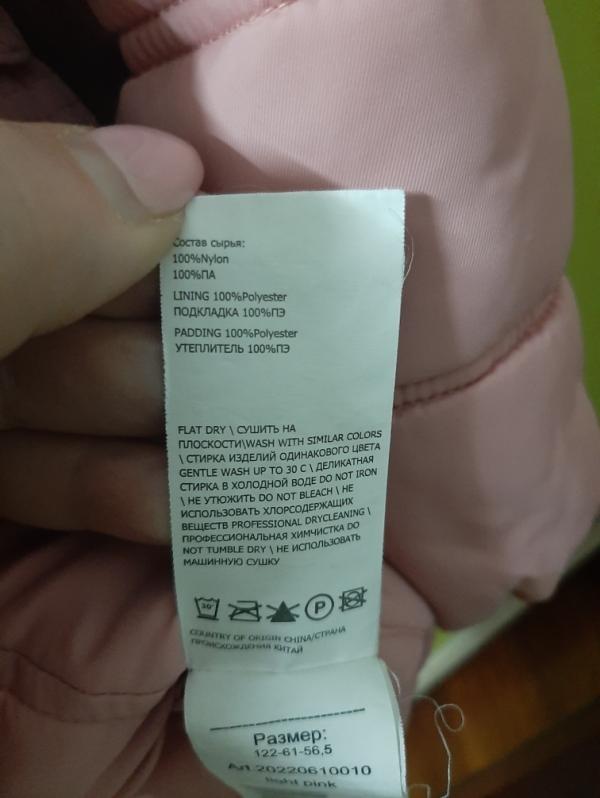 Состав сырья:
100%Nylon
100%ПА
LINING 100%Polyester
ПОДКЛАДКА 100%ПЭ
PADDING 100%Polyester
УТЕПЛИТЕЛЬ 100%ПЭ
FLAT DRY \ СУШИТЬ НА
ПЛОСКОСТИ\WASH WITH SIMILAR COLORS
\ СТИРКА ИЗДЕЛИЙ ОДИНАКОВОГО ЦВЕТА
GENTLE WASH UP TO 30 C \ ДЕЛИКАТНАЯ
СТИРКА В ХОЛОДНОЙ ВОДЕ DO NOT IRON
\ НЕ УТЮЖИТЬ DO NOT BLEACH \ НЕ
ИСПОЛЬЗОВАТЬ ХЛОРСОДЕРЖАЩИХ
ВЕЩЕСТВ PROFESSIONAL DRYCLEANING \
ПРОФЕССИОНАЛЬНАЯ ХИМЧИСТКА DO
NOT TUMBLE DRY \ НЕ ИСПОЛЬЗОВАТЬ
МАШИННУЮ СУШКУ
30° P
COUNTRY OF ORIGIN CHINA/СТРАНА
ПРОИСХОЖДЕНИЯ КИТАЙ
Размер:
122-61-56,5
Art.20220610010
light pink